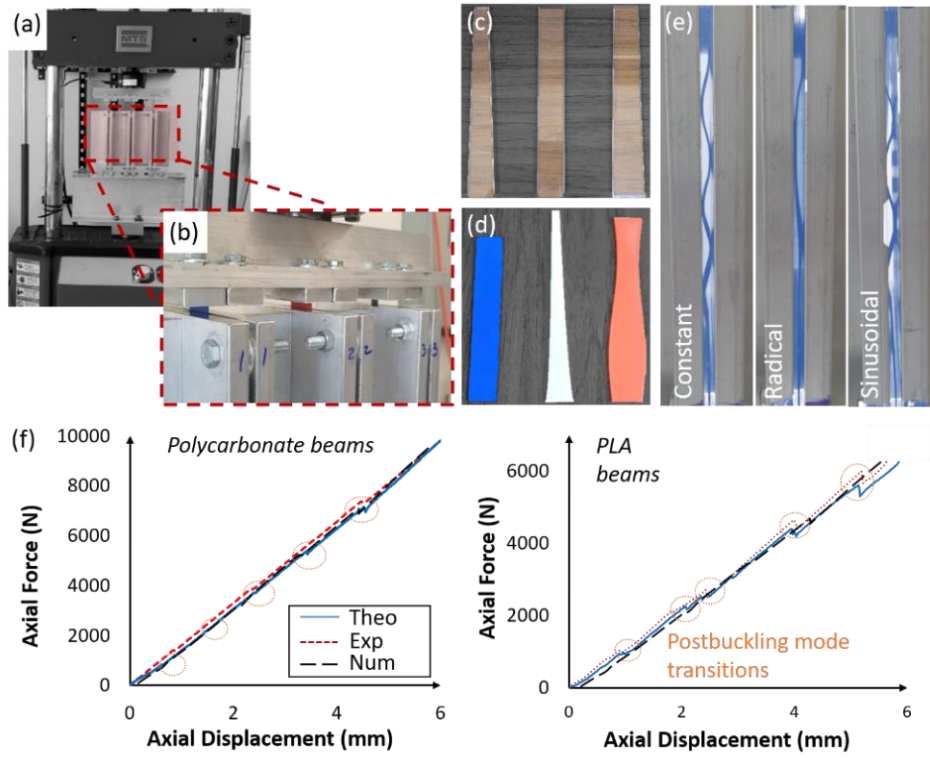 (a)
MTS
(b)
1 1 2 2 3 3
(c)
(d)
(e)
Constant
Radical
Sinusoidal
(f)
Polycarbonate beams
Axial Force (N)
10000
8000
6000
4000
2000
0
0 2 4 6
Axial Displacement (mm)
Theo
Exp
Num
PLA
beams
Axial Force (N)
6000
4000
2000
0
0 2 4 6
Axial Displacement (mm)
Postbuckling mode
transitions